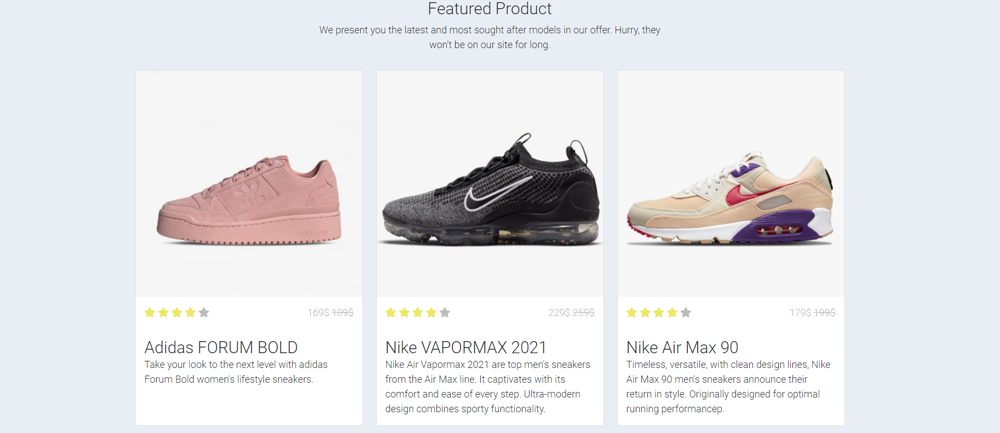 Featured Product
We present you the latest and most sought after models in our offer. Hurry, they
won't be on our site for long.
adidas
adidas
169$ 189$
Adidas FORUM BOLD
Take your look to the next level with adidas
Forum Bold women's lifestyle sneakers.
229$ 259$
Nike VAPORMAX 2021
Nike Air Vapormax 2021 are top men's sneakers
from the Air Max line. It captivates with its
comfort and ease of every step. Ultra-modern
design combines sporty functionality.
179$ 199$
Nike Air Max 90
Timeless, versatile, with clean design lines, Nike
Air Max 90 men's sneakers announce their
return in style. Originally designed for optimal
running performancep.